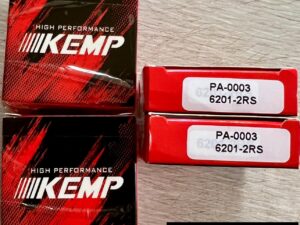 HIGH PERFORMANCE
KEMP
PA-0003
6201-2RS
HIGH PERFORMANCE
KEMP
PA-0003
6201-2RS